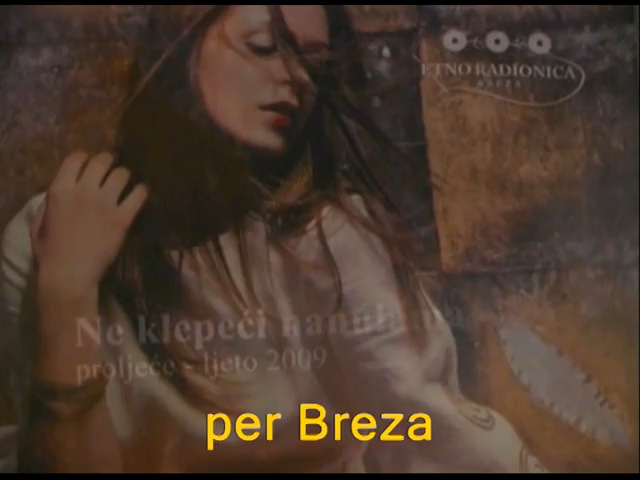 ETNO RADIONICA
BREZA
Ne klepeći
proljeće - ljeto 2009
per Breza